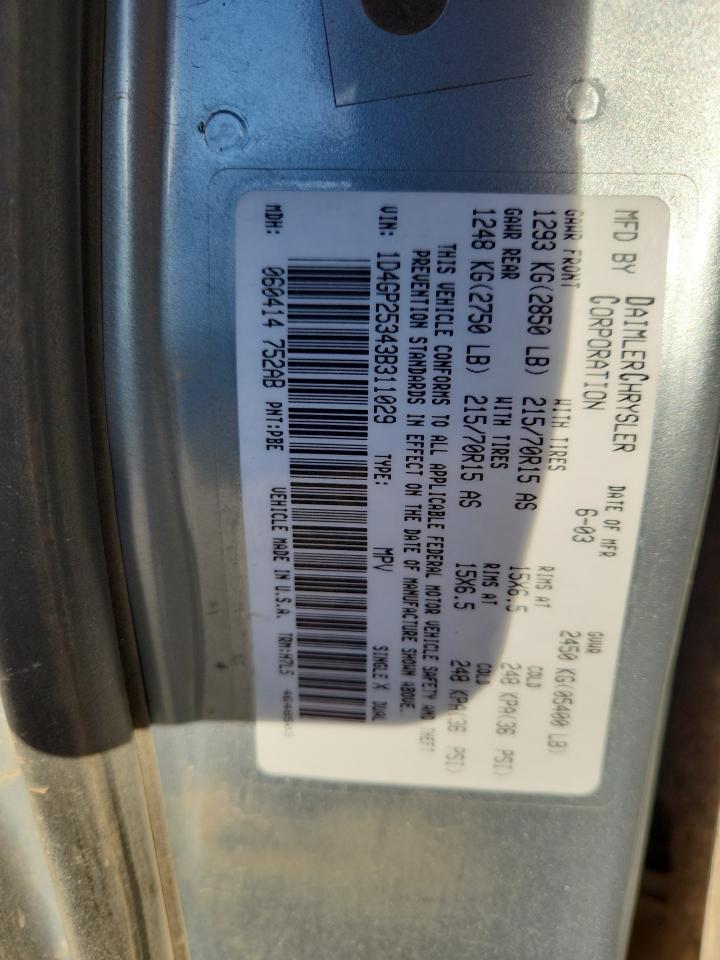 MFD BY DAIMLERCHRYSLER CORPORATION DATE OF MFR 6-03 GVWR 2450 KG(05400 LB)
GAWR FRONT WITH TIRES RIMS AT COLD
1293 KG(2850 LB) 215/70R15 AS 15X6.5 248 KPA(36 PSI)
GAWR REAR WITH TIRES RIMS AT COLD
1248 KG(2750 LB) 215/70R15 AS 15X6.5 248 KPA(36 PSI)
THIS VEHICLE CONFORMS TO ALL APPLICABLE FEDERAL MOTOR VEHICLE SAFETY AND THEFT
PREVENTION STANDARDS IN EFFECT ON THE DATE OF MANUFACTURE SHOWN ABOVE.
VIN: 1D4GP25343B311029 TYPE: MPV SINGLE X DUAL
MDH: 060414 752AB PNT:PBE VEHICLE MADE IN U.S.A. TRM:H7L5